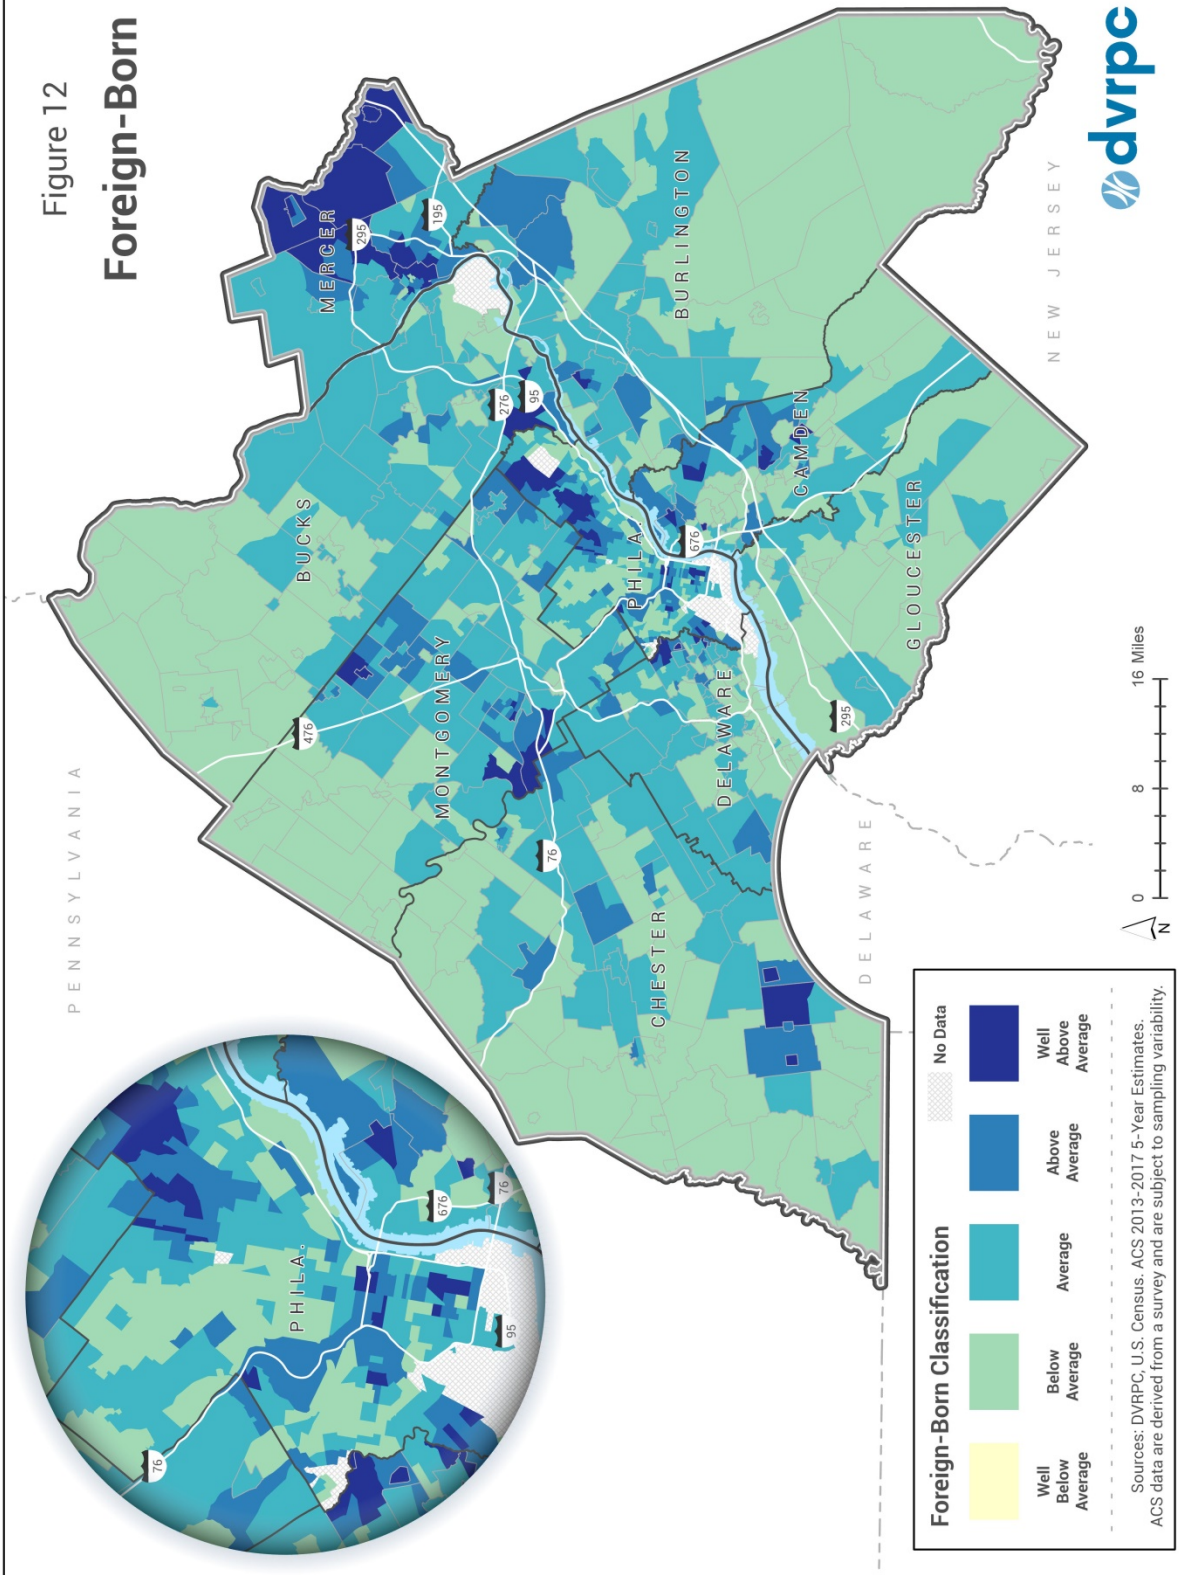 Figure 12
Foreign-Born
PENNSYLVANIA
BUCKS
MERCER
MONTGOMERY
PHILA.
CHESTER
DELAWARE
BURLINGTON
CAMDEN
GLOUCESTER
NEW JERSEY
DELAWARE
476
295
195
276
95
676
76
295
PHILA.
76
676
76
95
Foreign-Born Classification
No Data
Well
Below
Average
Below
Average
Average
Above
Average
Well
Above
Average
Sources: DVRPC, U.S. Census. ACS 2013-2017 5-Year Estimates.
ACS data are derived from a survey and are subject to sampling variability.
N
0 8 16 Miles
dvrpc